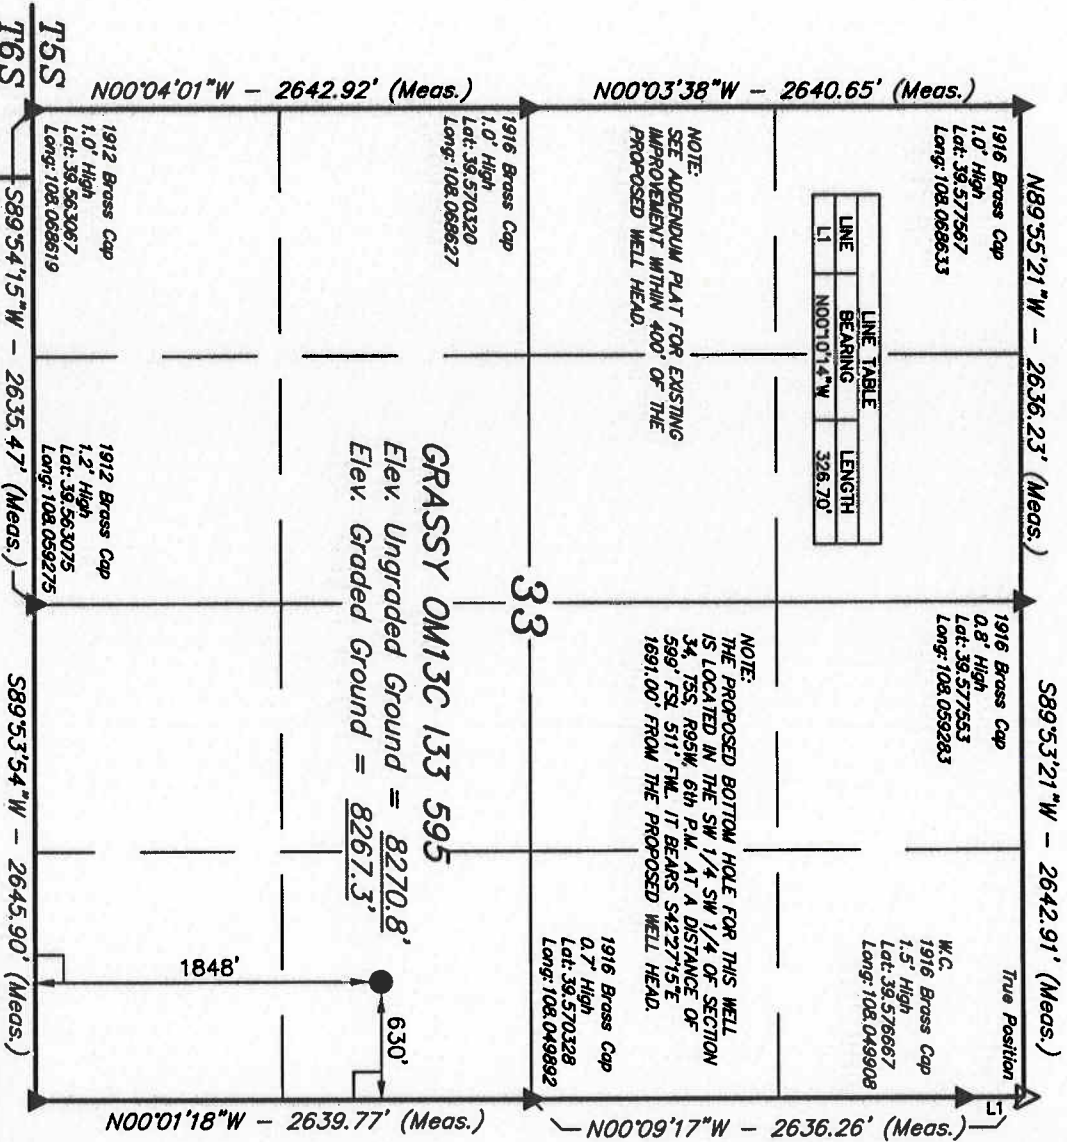 N89°55'21"W - 2636.23' (Meas.)
S89°53'21"W - 2642.91' (Meas.)
1916 Brass Cap
1.0' High
Lat: 39.577567
Long: 108.068633
1916 Brass Cap
0.8' High
Lat: 39.577553
Long: 108.059283
True Position
L1
W.C.
1916 Brass Cap
1.5' High
Lat: 39.576667
Long: 108.049908
LINE TABLE
LINE BEARING LENGTH
L1 N00°10'14"W 326.70'
N00°03'38"W - 2640.65' (Meas.)
NOTE:
SEE ADDENDUM PLAT FOR EXISTING
IMPROVEMENT WITHIN 400' OF THE
PROPOSED WELL HEAD.
NOTE:
THE PROPOSED BOTTOM HOLE FOR THIS WELL
IS LOCATED IN THE SW 1/4 SW 1/4 OF SECTION
34, T5S, R95W, 6th P.M. AT A DISTANCE OF
599' FSL 511' FWL. IT BEARS S42°27'15"E
1691.00' FROM THE PROPOSED WELL HEAD.
N00°09'17"W - 2636.26' (Meas.)
33
1916 Brass Cap
1.0' High
Lat: 39.570320
Long: 108.068627
1916 Brass Cap
0.7' High
Lat: 39.570328
Long: 108.049892
GRASSY OM13C I33 595
Elev. Ungraded Ground = 8270.8'
Elev. Graded Ground = 8267.3'
N00°04'01"W - 2642.92' (Meas.)
630'
1848'
N00°01'18"W - 2639.77' (Meas.)
1912 Brass Cap
1.0' High
Lat: 39.563067
Long: 108.068619
1912 Brass Cap
1.2' High
Lat: 39.563075
Long: 108.059275
T5S
T6S
S89°54'15"W - 2635.47' (Meas.)
S89°53'54"W - 2645.90' (Meas.)